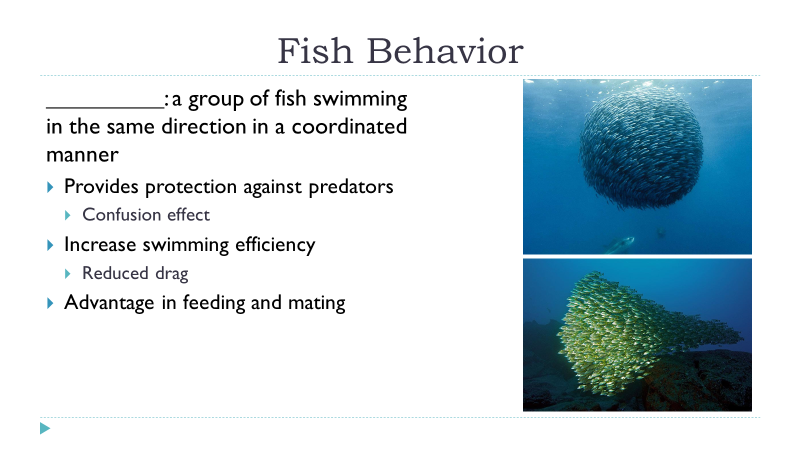 Fish Behavior
__________: a group of fish swimming
in the same direction in a coordinated
manner
Provides protection against predators
Confusion effect
Increase swimming efficiency
Reduced drag
Advantage in feeding and mating